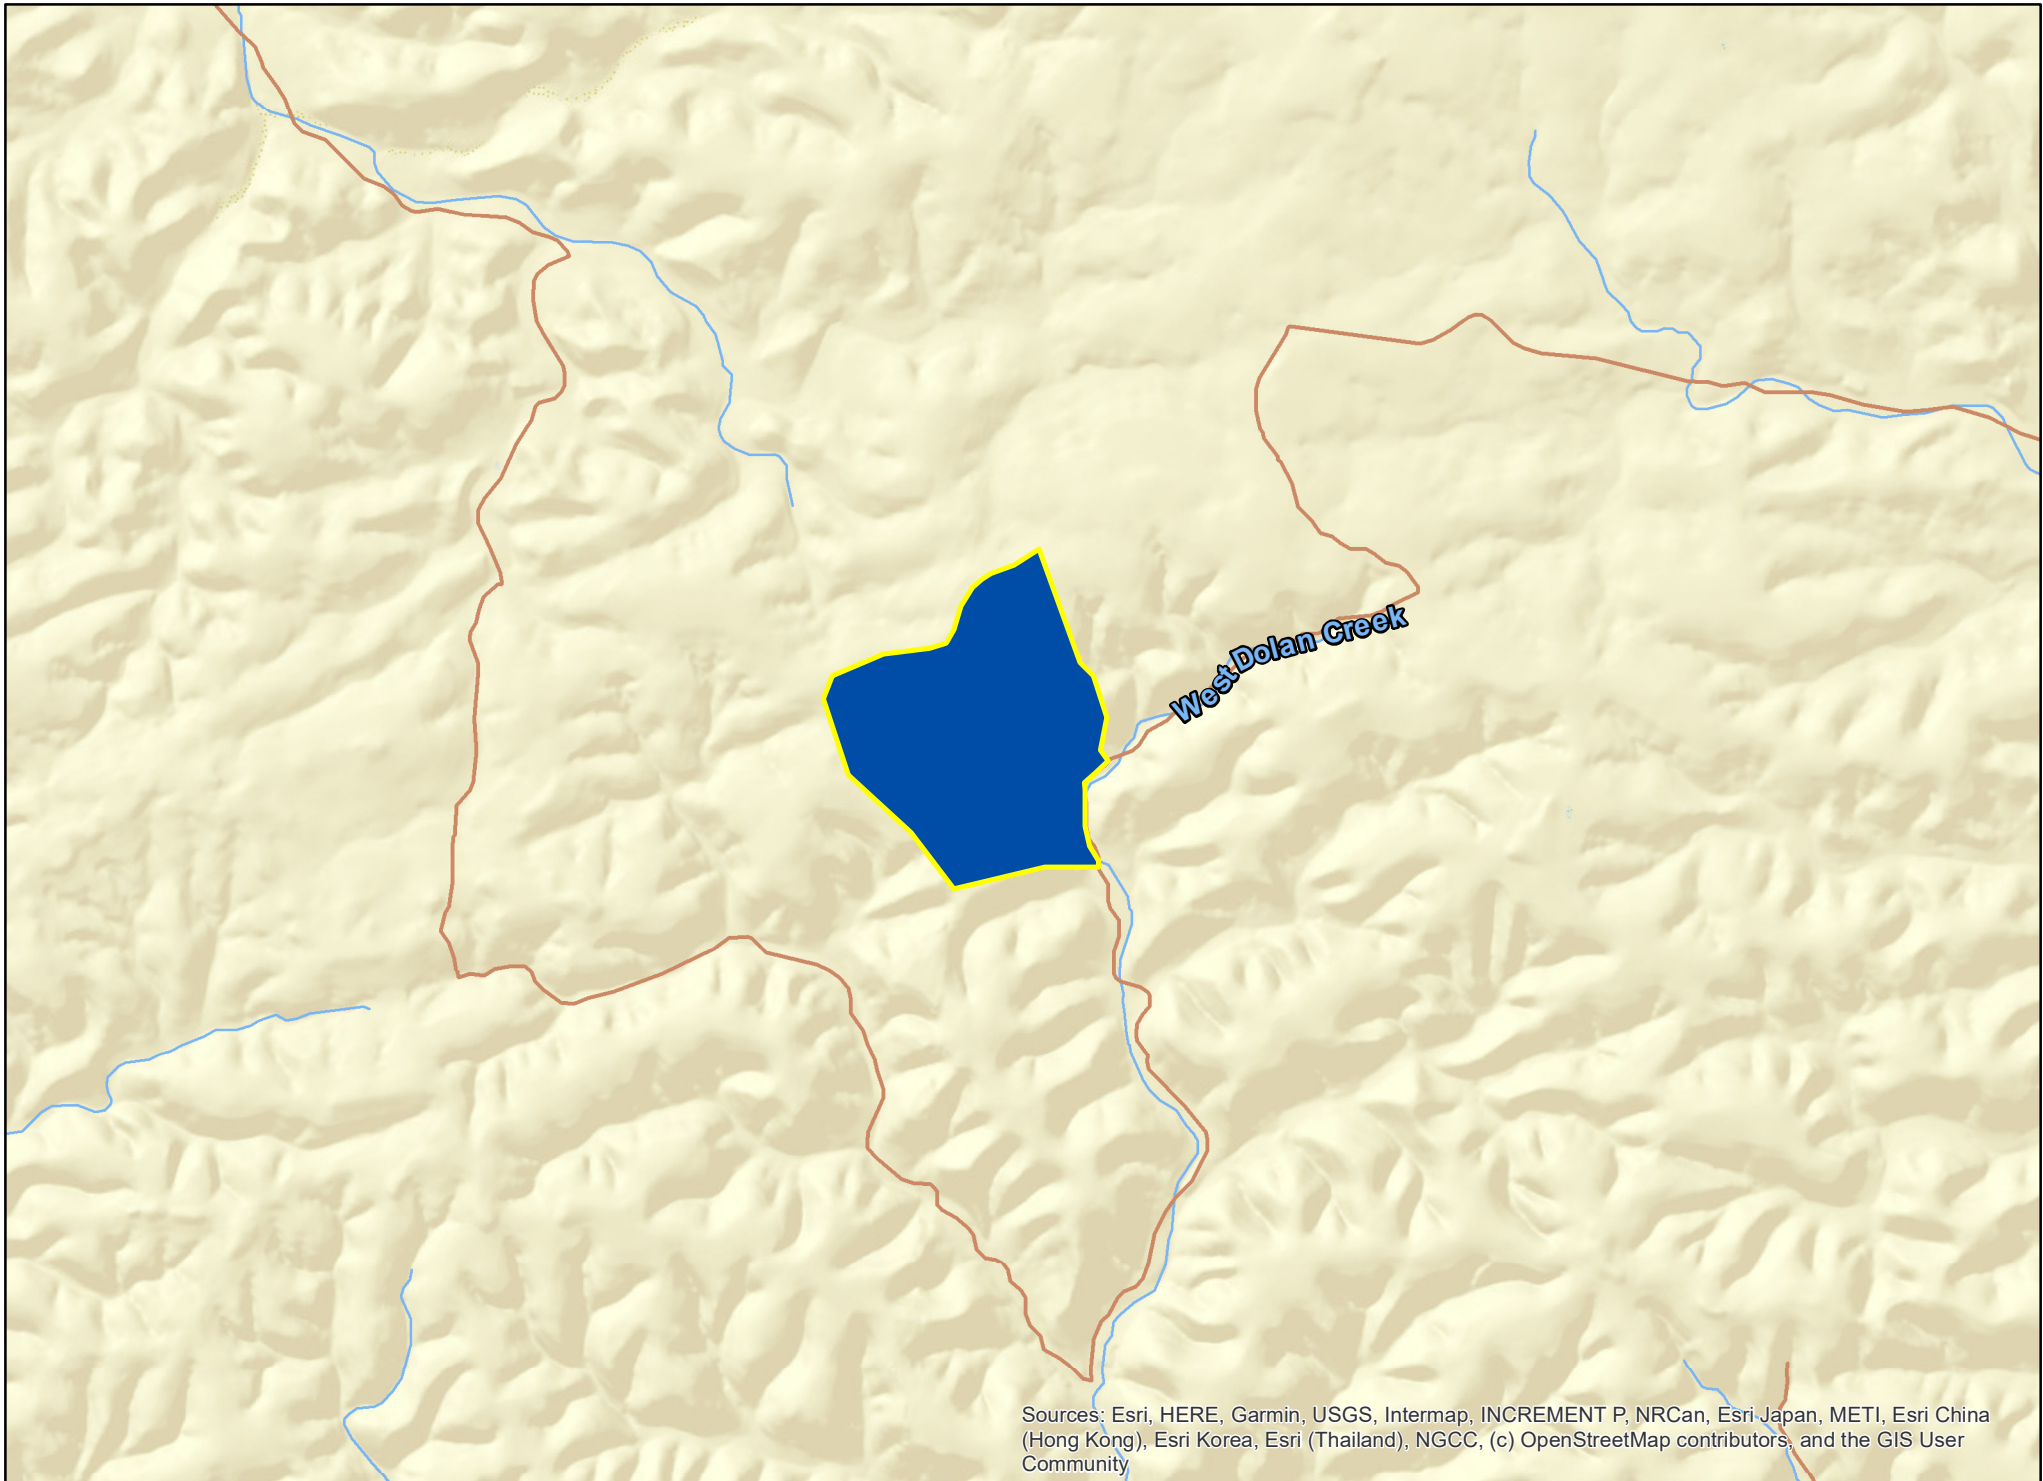 West Dolan Creek
Sources: Esri, HERE, Garmin, USGS, Intermap, INCREMENT P, NRCan, Esri Japan, METI, Esri China
(Hong Kong), Esri Korea, Esri (Thailand), NGCC, (c) OpenStreetMap contributors, and the GIS User
Community